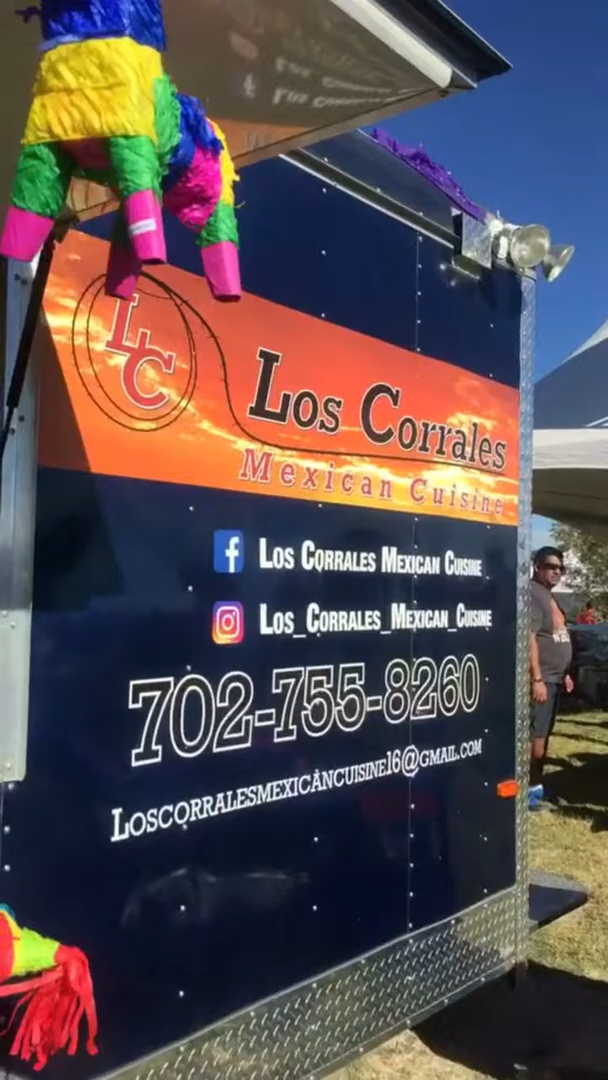 LC
Los Corrales
Mexican Cuisine
f Los Corrales Mexican Cuisine
Los_Corrales_Mexican_Cuisine
702-755-8260
Loscorralesmexicancuisine16@gmail.com